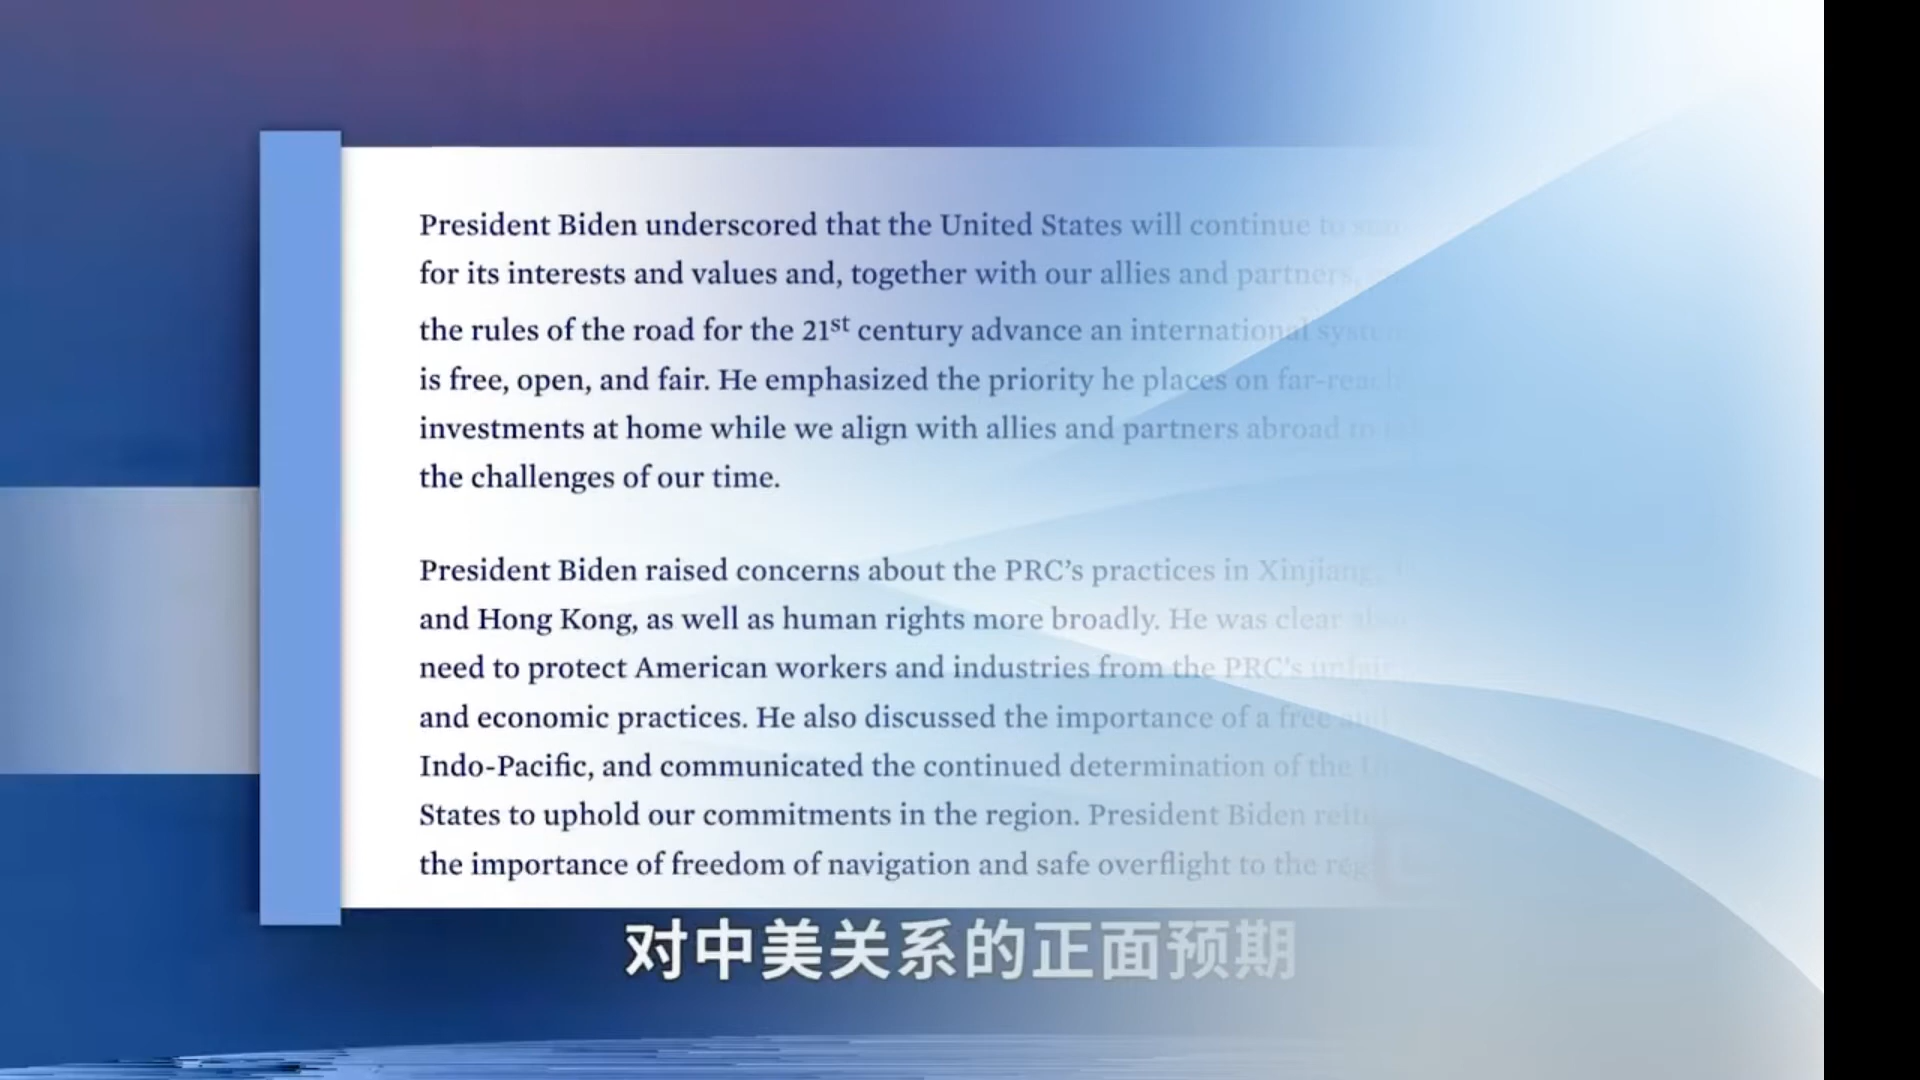 President Biden underscored that the United States will continue to
for its interests and values and, together with our allies and partners,
the rules of the road for the 21st century advance an international
is free, open, and fair. He emphasized the priority he places on
investments at home while we align with allies and partners abroad to
the challenges of our time.
President Biden raised concerns about the PRC’s practices in Xinjiang,
and Hong Kong, as well as human rights more broadly. He was clear
need to protect American workers and industries from the PRC’s
and economic practices. He also discussed the importance of a free
Indo-Pacific, and communicated the continued determination of the
States to uphold our commitments in the region. President Biden
the importance of freedom of navigation and safe overflight to the
对中美关系的正面预期